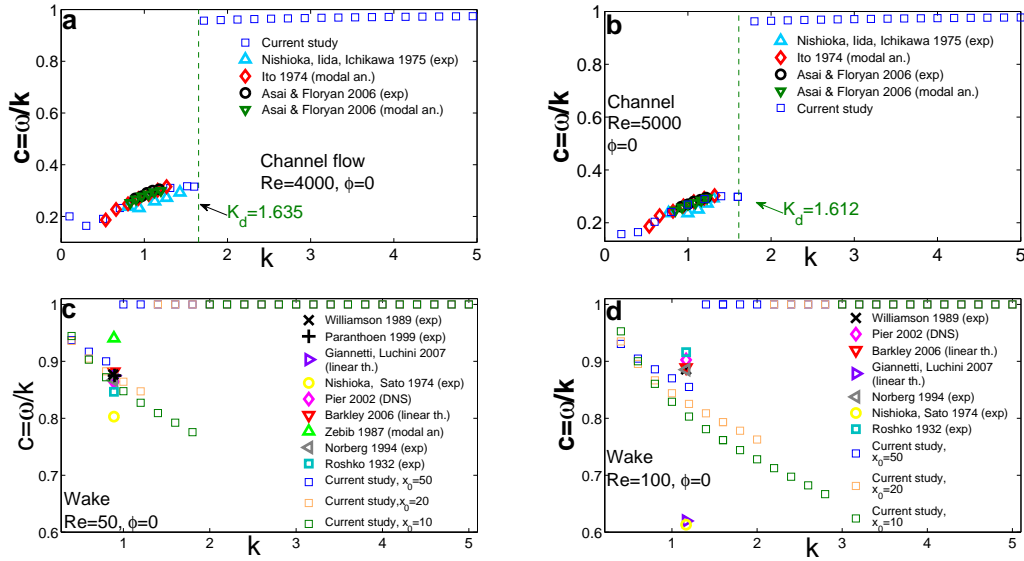 a
Current study
Nishioka, Iida, Ichikawa 1975 (exp)
Ito 1974 (modal an.)
Asai & Floryan 2006 (exp)
Asai & Floryan 2006 (modal an.)
Channel flow
Re=4000, ϕ=0
K_d=1.635
c=ω/k
1
0.8
0.6
0.4
0.2
0 1 2 3 4 5
k
b
Nishioka, Iida, Ichikawa 1975 (exp)
Ito 1974 (modal an.)
Asai & Floryan 2006 (exp)
Asai & Floryan 2006 (modal an.)
Current study
Channel
Re=5000
ϕ=0
K_d=1.612
c=ω/k
1
0.8
0.6
0.4
0.2
0 1 2 3 4 5
k
c
Williamson 1989 (exp)
Paranthoen 1999 (exp)
Giannetti, Luchini 2007
(linear th.)
Nishioka, Sato 1974 (exp)
Pier 2002 (DNS)
Barkley 2006 (linear th.)
Zebib 1987 (modal an)
Norberg 1994 (exp)
Roshko 1932 (exp)
Current study, x_0=50
Current study,x_0=20
Current study, x_0=10
Wake
Re=50, ϕ=0
c=ω/k
1
0.9
0.8
0.7
0.6
1 2 3 4 5
k
d
Williamson 1989 (exp)
Pier 2002 (DNS)
Barkley 2006 (linear th.)
Giannetti, Luchini 2007
(linear th.)
Norberg 1994 (exp)
Nishioka, Sato 1974 (exp)
Roshko 1932 (exp)
Current study,
x_0=50
Current study,
x_0=20
Current study,
x_0=10
Wake
Re=100, ϕ=0
c=ω/k
1
0.9
0.8
0.7
0.6
0 1 2 3 4 5
k